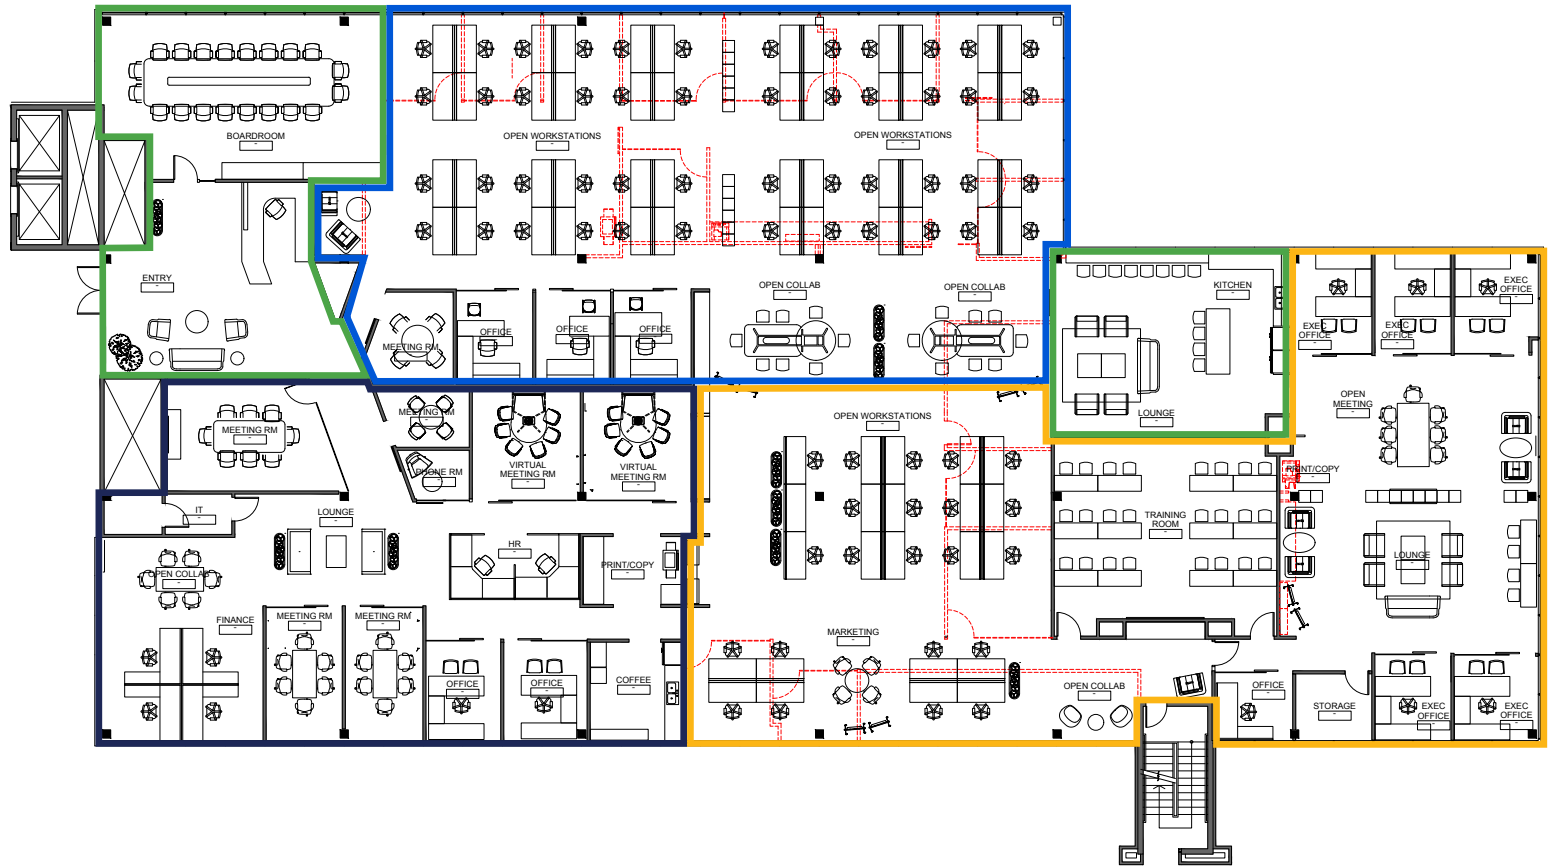 BOARDROOM
OPEN WORKSTATIONS
OPEN WORKSTATIONS
ENTRY
OPEN COLLAB
OPEN COLLAB
KITCHEN
EXEC
OFFICE
OFFICE
OFFICE
OFFICE
MEETING RM
EXEC
OFFICE
EXEC
OFFICE
LOUNGE
OPEN
MEETING
MEETING RM
OPEN WORKSTATIONS
MEETING RM
PHONE RM
VIRTUAL
MEETING RM
VIRTUAL
MEETING RM
PRINT/COPY
IT
LOUNGE
TRAINING
ROOM
HR
LOUNGE
OPEN COLLAB
PRINT/COPY
FINANCE
MEETING RM
MEETING RM
MARKETING
OFFICE
OFFICE
COFFEE
OPEN COLLAB
OFFICE
STORAGE
EXEC
OFFICE
EXEC
OFFICE